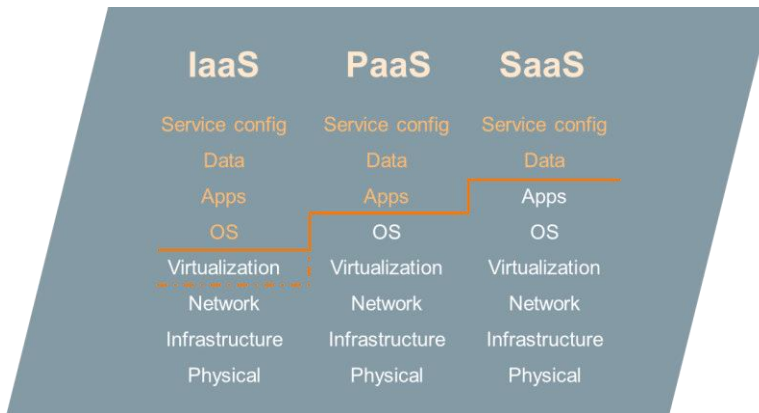 IaaS PaaS SaaS
Service config Service config Service config
Data Data Data
Apps Apps Apps
OS OS OS
Virtualization Virtualization Virtualization
Network Network Network
Infrastructure Infrastructure Infrastructure
Physical Physical Physical